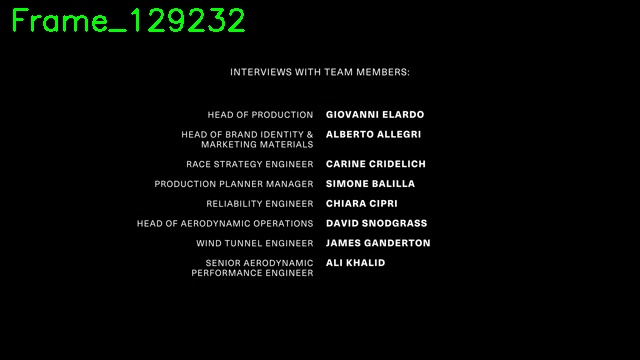 Frame_129232
INTERVIEWS WITH TEAM MEMBERS:
HEAD OF PRODUCTION GIOVANNI ELARDO
HEAD OF BRAND IDENTITY & ALBERTO ALLEGRI
MARKETING MATERIALS
RACE STRATEGY ENGINEER CARINE CRIDELICH
PRODUCTION PLANNER MANAGER SIMONE BALILLA
RELIABILITY ENGINEER CHIARA CIPRI
HEAD OF AERODYNAMIC OPERATIONS DAVID SNODGRASS
WIND TUNNEL ENGINEER JAMES GANDERTON
SENIOR AERODYNAMIC ALI KHALID
PERFORMANCE ENGINEER